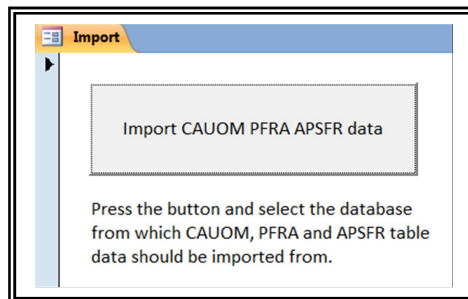 Import
Import CAUOM PFRA APSFR data
Press the button and select the database
from which CAUOM, PFRA and APSFR table
data should be imported from.